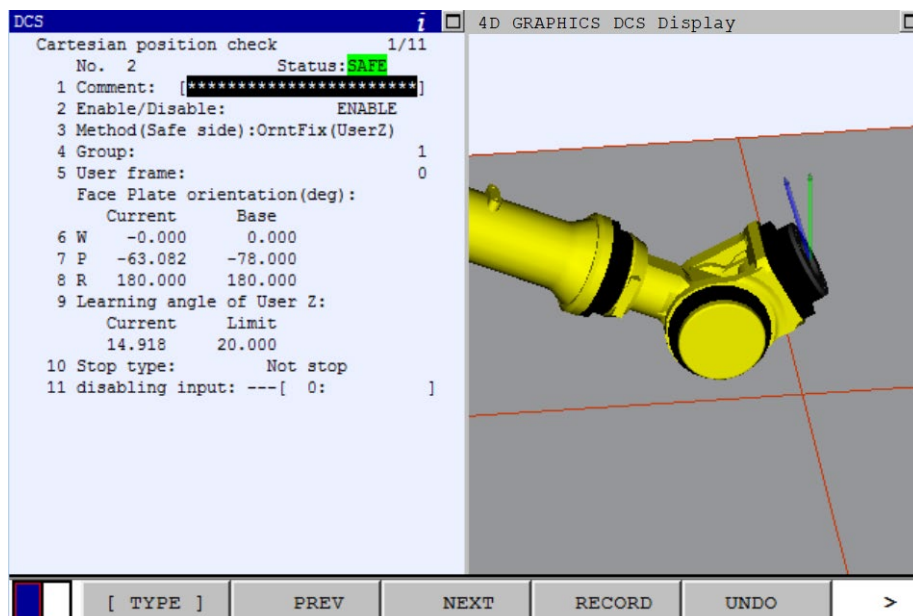 DCS
i
4D GRAPHICS DCS Display
Cartesian position check 1/11
No. 2 Status:SAFE
1 Comment: [************************]
2 Enable/Disable: ENABLE
3 Method(Safe side):OrntFix(UserZ)
4 Group: 1
5 User frame: 0
Face Plate orientation(deg):
Current Base
6 W -0.000 0.000
7 P -63.082 -78.000
8 R 180.000 180.000
9 Learning angle of User Z:
Current Limit
14.918 20.000
10 Stop type: Not stop
11 disabling input: ---[ 0: ]
[ TYPE ] PREV NEXT RECORD UNDO >